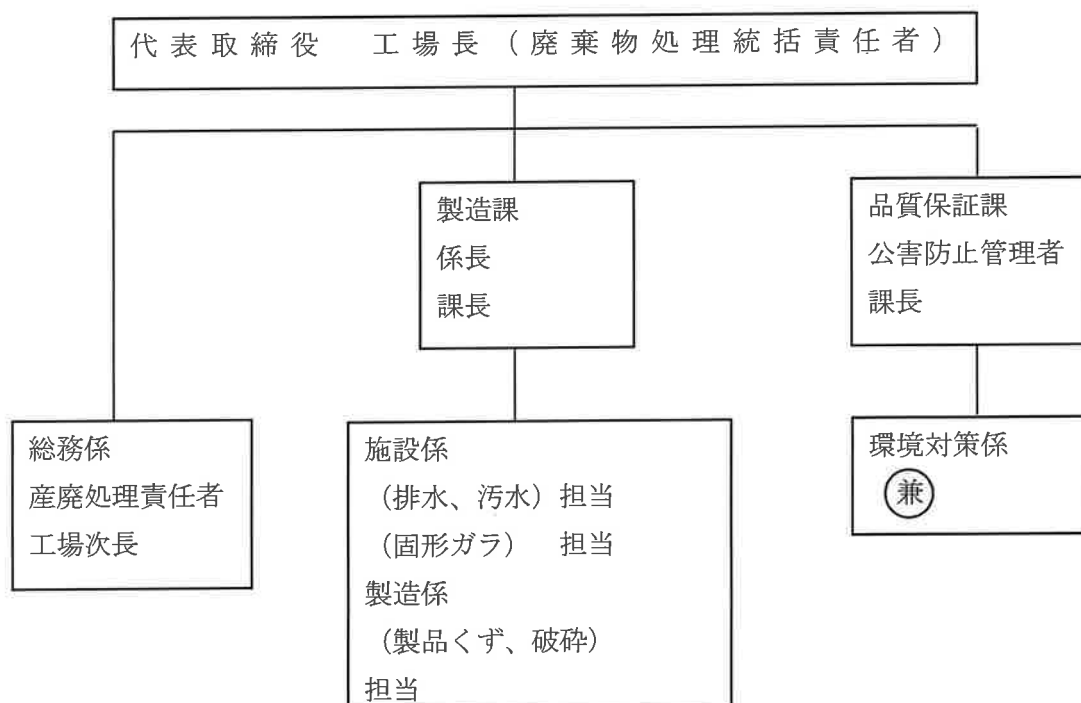 代表取締役　工場長（廃棄物処理統括責任者）
製造課
係長
課長
品質保証課
公害防止管理者
課長
総務係
産廃処理責任者
工場次長
施設係
（排水、汚水）担当
（固形ガラ）　担当
製造係
（製品くず、破砕）
担当
環境対策係
兼